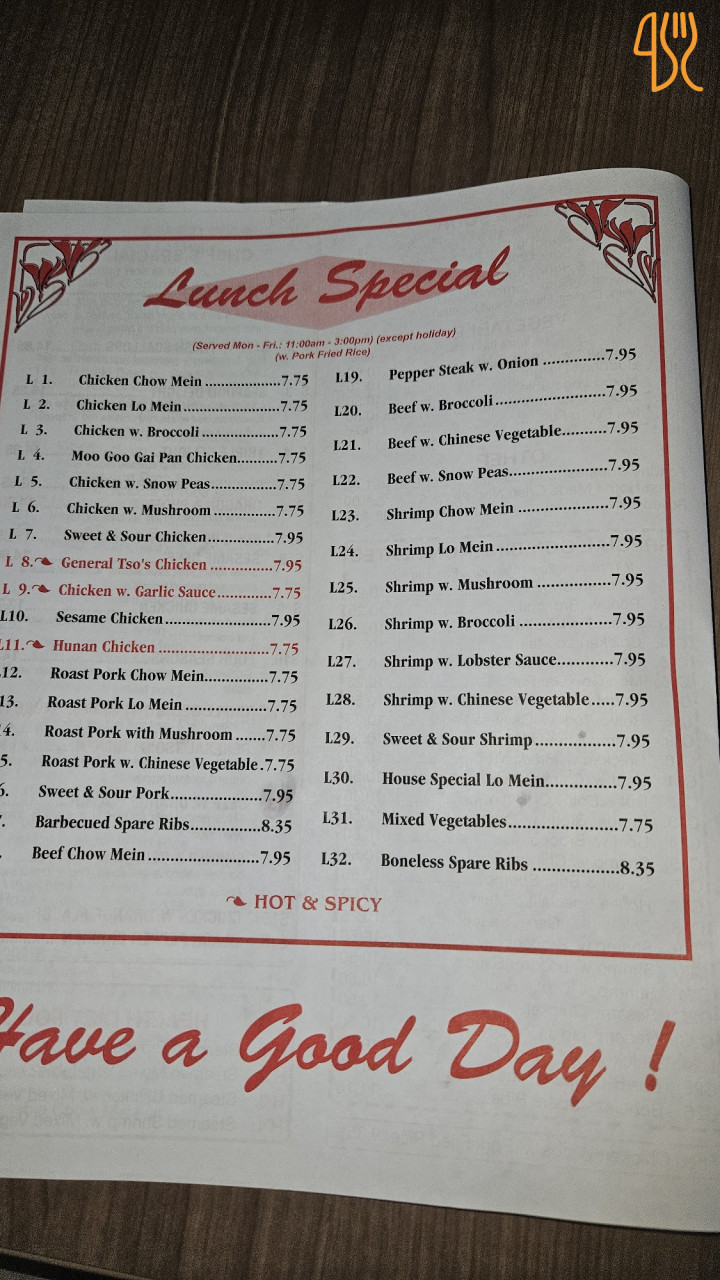 Lunch Special
(Served Mon - Fri.: 11:00am - 3:00pm) (except holiday)
(w. Pork Fried Rice)
L 1. Chicken Chow Mein ...................7.75
L 2. Chicken Lo Mein........................7.75
L 3. Chicken w. Broccoli ...................7.75
L 4. Moo Goo Gai Pan Chicken..........7.75
L 5. Chicken w. Snow Peas................7.75
L 6. Chicken w. Mushroom ...............7.75
L 7. Sweet & Sour Chicken................7.95
L 8. General Tso's Chicken ...............7.95
L 9. Chicken w. Garlic Sauce.............7.75
L10. Sesame Chicken..........................7.95
L11. Hunan Chicken ..........................7.75
12. Roast Pork Chow Mein...............7.75
13. Roast Pork Lo Mein ...................7.75
4. Roast Pork with Mushroom .......7.75
5. Roast Pork w. Chinese Vegetable.7.75
6. Sweet & Sour Pork.....................7.95
Barbecued Spare Ribs................8.35
Beef Chow Mein .........................7.95
L19. Pepper Steak w. Onion ..............7.95
L20. Beef w. Broccoli.........................7.95
L21. Beef w. Chinese Vegetable..........7.95
L22. Beef w. Snow Peas......................7.95
L23. Shrimp Chow Mein ...................7.95
L24. Shrimp Lo Mein ........................7.95
L25. Shrimp w. Mushroom ...............7.95
L26. Shrimp w. Broccoli ...................7.95
L27. Shrimp w. Lobster Sauce............7.95
L28. Shrimp w. Chinese Vegetable.....7.95
L29. Sweet & Sour Shrimp.................7.95
L30. House Special Lo Mein...............7.95
L31. Mixed Vegetables.......................7.75
L32. Boneless Spare Ribs ..................8.35
HOT & SPICY
Have a Good Day !